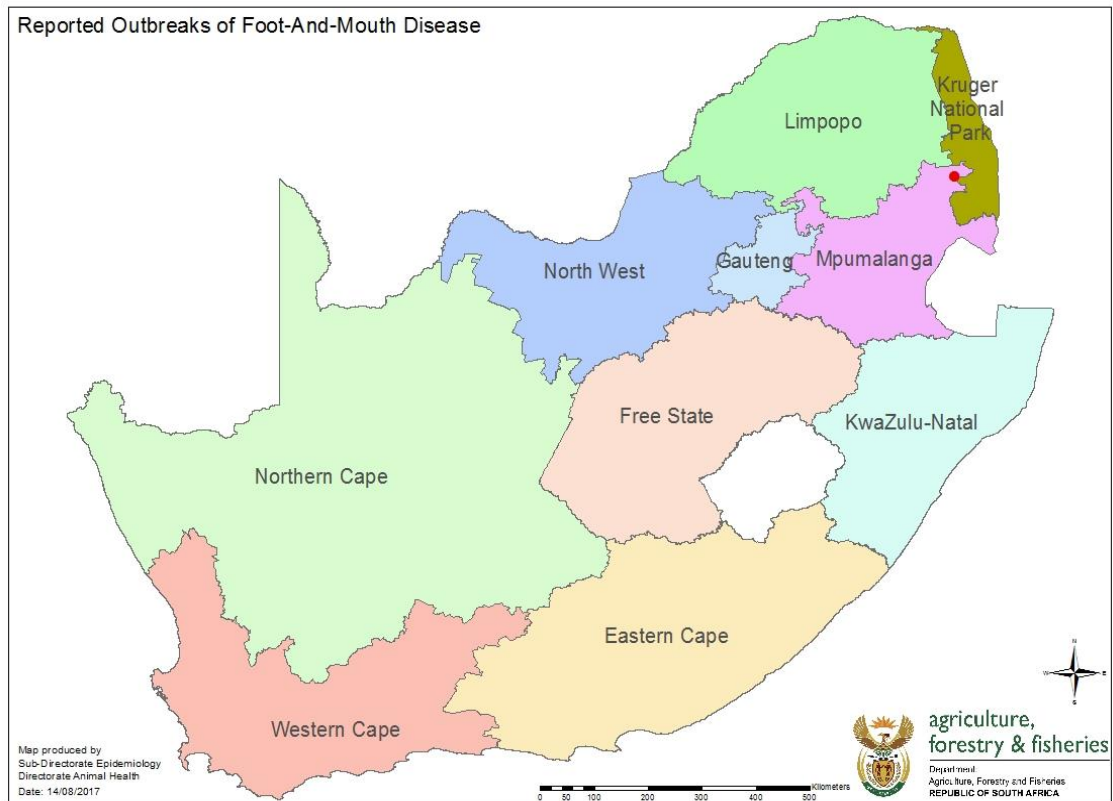 Reported Outbreaks of Foot-And-Mouth Disease
Kruger
National
Park
Limpopo
North West
Gauteng
Mpumalanga
Free State
KwaZulu-Natal
Northern Cape
Eastern Cape
Western Cape
N
W
E
S
Map produced by
Sub-Directorate Epidemiology
Directorate Animal Health
Date: 14/08/2017
Kilometers
0 50 100 200 300 400 500
agriculture,
forestry & fisheries
Department:
Agriculture, Forestry and Fisheries
REPUBLIC OF SOUTH AFRICA